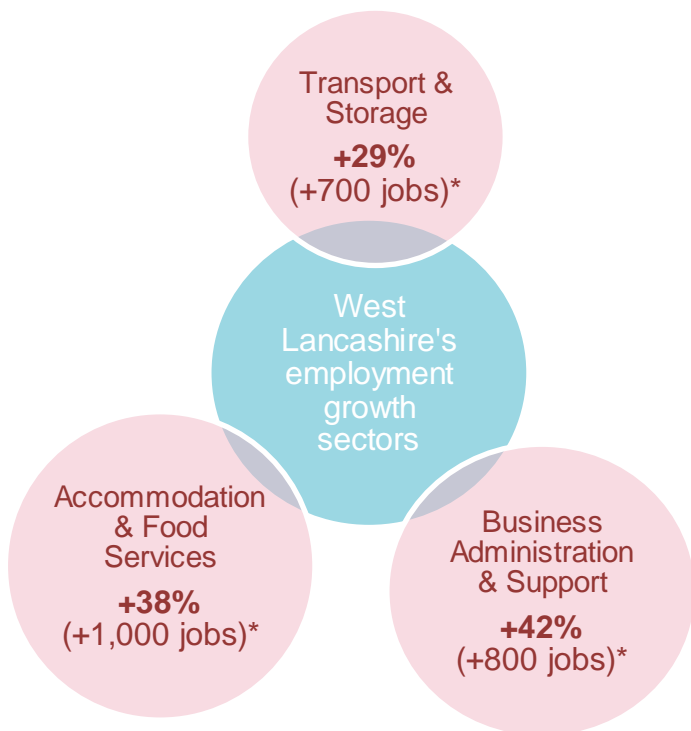 Transport &
Storage
+29%
(+700 jobs)*
West
Lancashire's
employment
growth
sectors
Accommodation
& Food
Services
+38%
(+1,000 jobs)*
Business
Administration
& Support
+42%
(+800 jobs)*